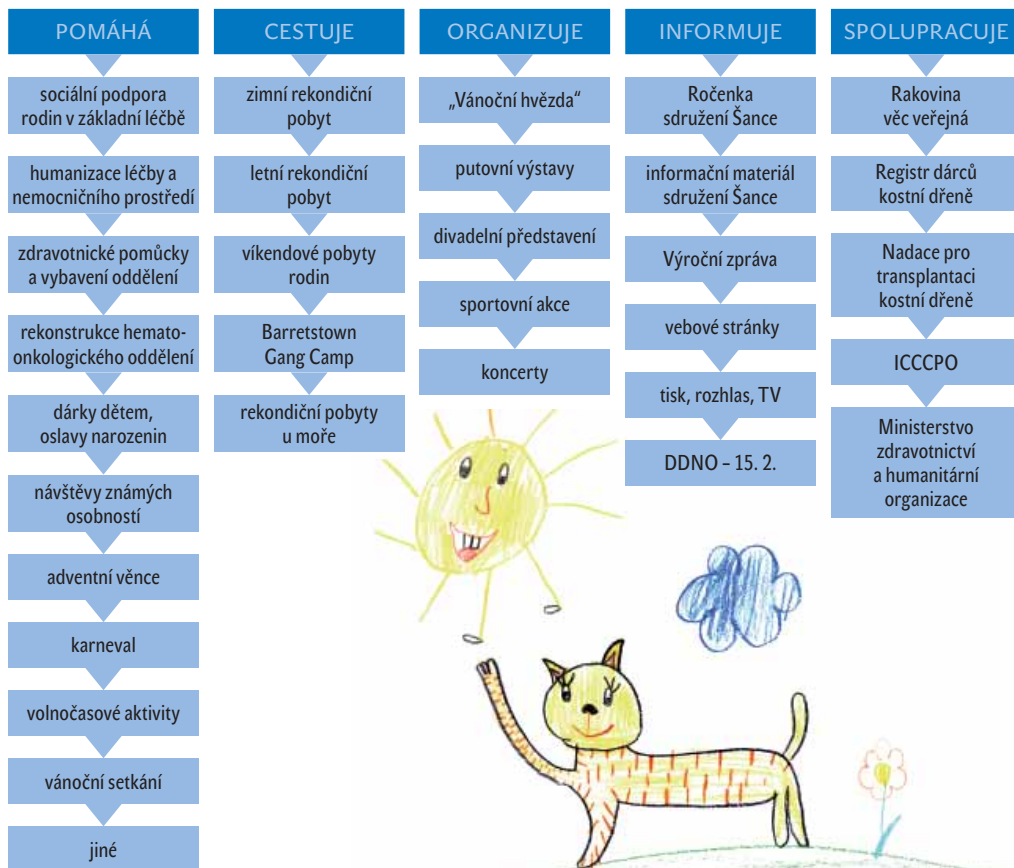 POMÁHÁ
sociální podpora
rodin v základní léčbě
humanizace léčby a
nemocničního prostředí
zdravotnické pomůcky
a vybavení oddělení
rekonstrukce hemato-
onkologického oddělení
dárky dětem,
oslavy narozenin
návštěvy známých
osobností
adventní věnce
karneval
volnočasové aktivity
vánoční setkání
jiné
CESTUJE
zimní rekondiční
pobyt
letní rekondiční
pobyt
víkendové pobyty
rodin
Barretstown
Gang Camp
rekondiční pobyty
u moře
ORGANIZUJE
„Vánoční hvězda“
putovní výstavy
divadelní představení
sportovní akce
koncerty
INFORMUJE
Ročenka
sdružení Šance
informační materiál
sdružení Šance
Výroční zpráva
vebové stránky
tisk, rozhlas, TV
DDNO – 15. 2.
SPOLUPRACUJE
Rakovina
věc veřejná
Registr dárců
kostní dřeně
Nadace pro
transplantaci
kostní dřeně
ICCCPO
Ministerstvo
zdravotnictví
a humanitární
organizace